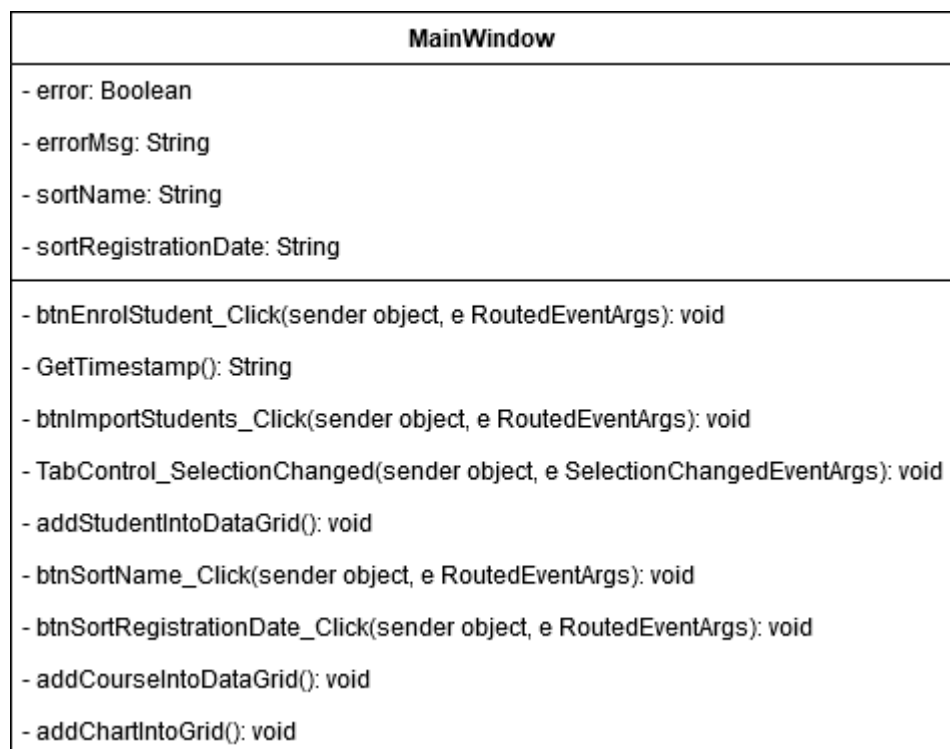 MainWindow
- error: Boolean
- errorMsg: String
- sortName: String
- sortRegistrationDate: String
- btnEnrolStudent_Click(sender object, e RoutedEventArgs): void
- GetTimestamp(): String
- btnImportStudents_Click(sender object, e RoutedEventArgs): void
- TabControl_SelectionChanged(sender object, e SelectionChangedEventArgs): void
- addStudentIntoDataGrid(): void
- btnSortName_Click(sender object, e RoutedEventArgs): void
- btnSortRegistrationDate_Click(sender object, e RoutedEventArgs): void
- addCourseIntoDataGrid(): void
- addChartIntoGrid(): void